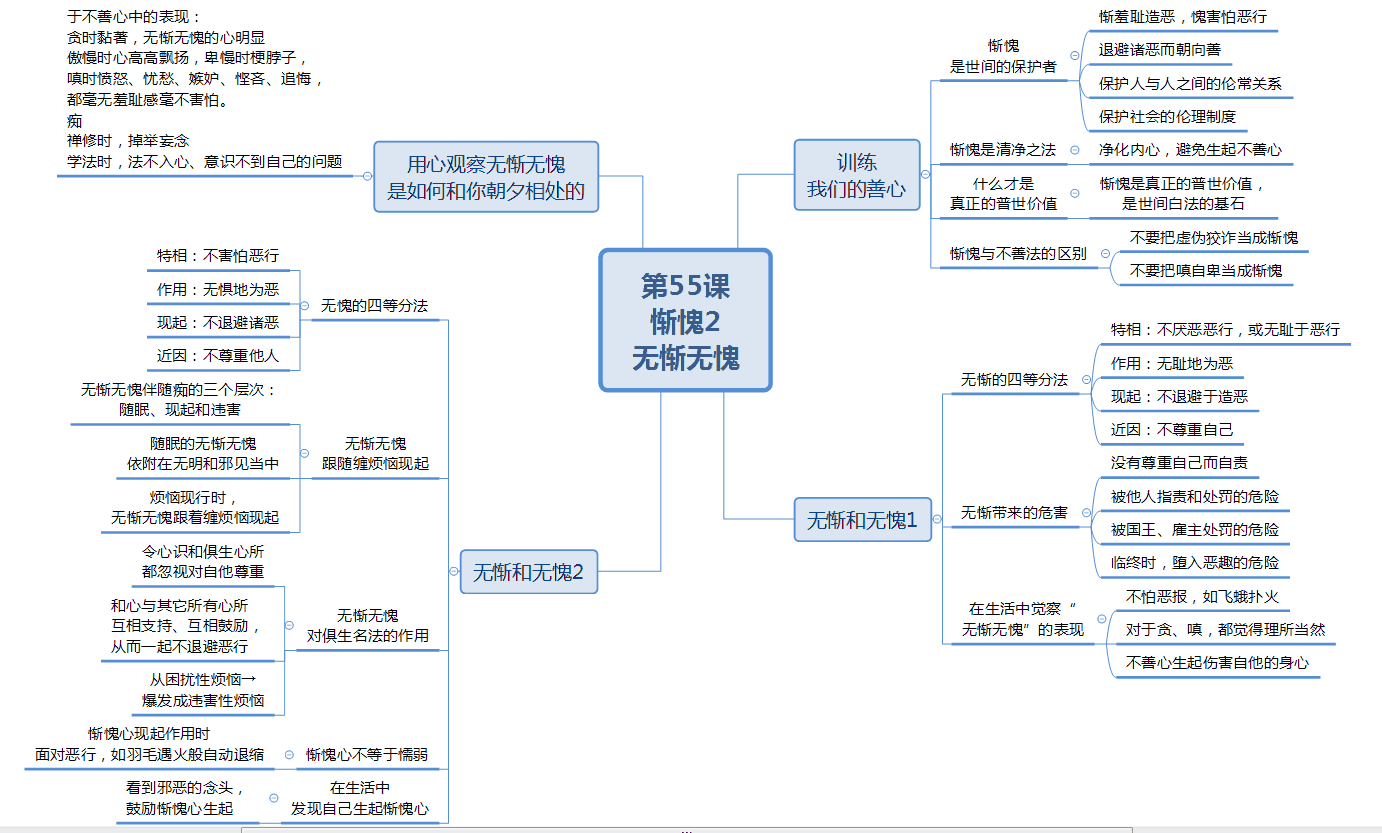 第55课
惭愧2
无惭无愧
训练
我们的善心
惭愧
是世间的保护者
惭羞耻造恶，愧害怕恶行
退避诸恶而朝向善
保护人与人之间的伦常关系
保护社会的伦理制度
惭愧是清净之法
净化内心，避免生起不善心
什么才是
真正的普世价值
惭愧是真正的普世价值，
是世间白法的基石
惭愧与不善法的区别
不要把虚伪狡诈当成惭愧
不要把嗔自卑当成惭愧
无惭和无愧1
无惭的四等分法
特相：不厌恶恶行，或无耻于恶行
作用：无耻地为恶
现起：不退避于造恶
近因：不尊重自己
无惭带来的危害
没有尊重自己而自责
被他人指责和处罚的危险
被国王、雇主处罚的危险
临终时，堕入恶趣的危险
在生活中觉察“
无惭无愧”的表现
不怕恶报，如飞蛾扑火
对于贪、嗔，都觉得理所当然
不善心生起伤害自他的身心
无惭和无愧2
无愧的四等分法
特相：不害怕恶行
作用：无惧地为恶
现起：不退避诸恶
近因：不尊重他人
无惭无愧
跟随缠烦恼现起
无惭无愧伴随痴的三个层次：
随眠、现起和违害
随眠的无惭无愧
依附在无明和邪见当中
烦恼现行时，
无惭无愧跟着缠烦恼现起
无惭无愧
对俱生名法的作用
令心识和俱生心所
都忽视对自他尊重
和心与其它所有心所
互相支持、互相鼓励，
从而一起不退避恶行
从困扰性烦恼→
爆发成违害性烦恼
惭愧心不等于懦弱
惭愧心现起作用时
面对恶行，如羽毛遇火般自动退缩
在生活中
发现自己生起惭愧心
看到邪恶的念头，
鼓励惭愧心生起
用心观察无惭无愧
是如何和你朝夕相处的
于不善心中的表现：
贪时黏著，无惭无愧的心明显
傲慢时心高高飘扬，卑慢时梗脖子，
嗔时愤怒、忧愁、嫉妒、悭吝、追悔，
都毫无羞耻感毫不害怕。
痴
禅修时，掉举妄念
学法时，法不入心、意识不到自己的问题